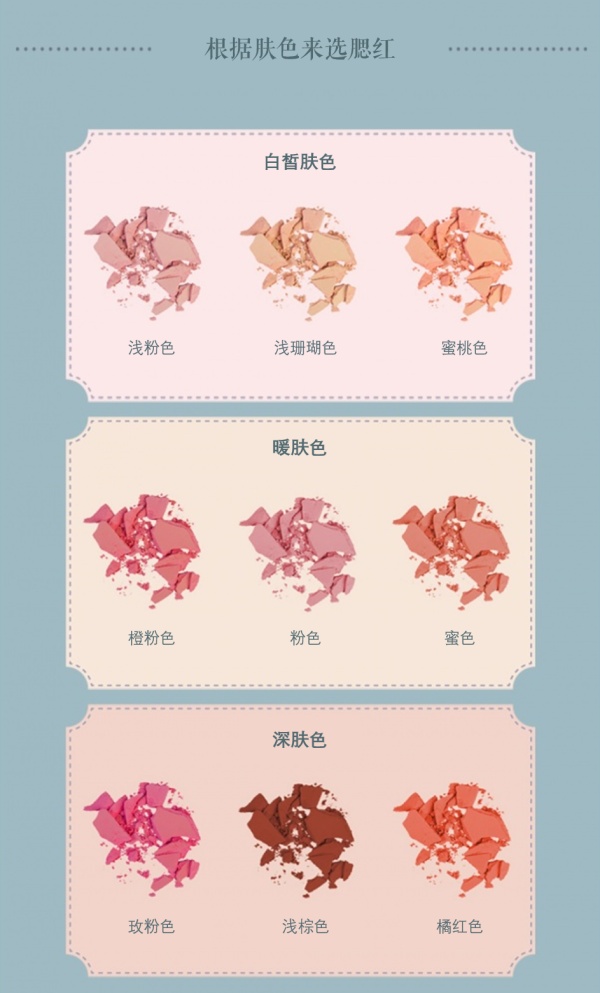 根据肤色来选腮红
白皙肤色
浅粉色 浅珊瑚色 蜜桃色
暖肤色
橙粉色 粉色 蜜色
深肤色
玫粉色 浅棕色 橘红色